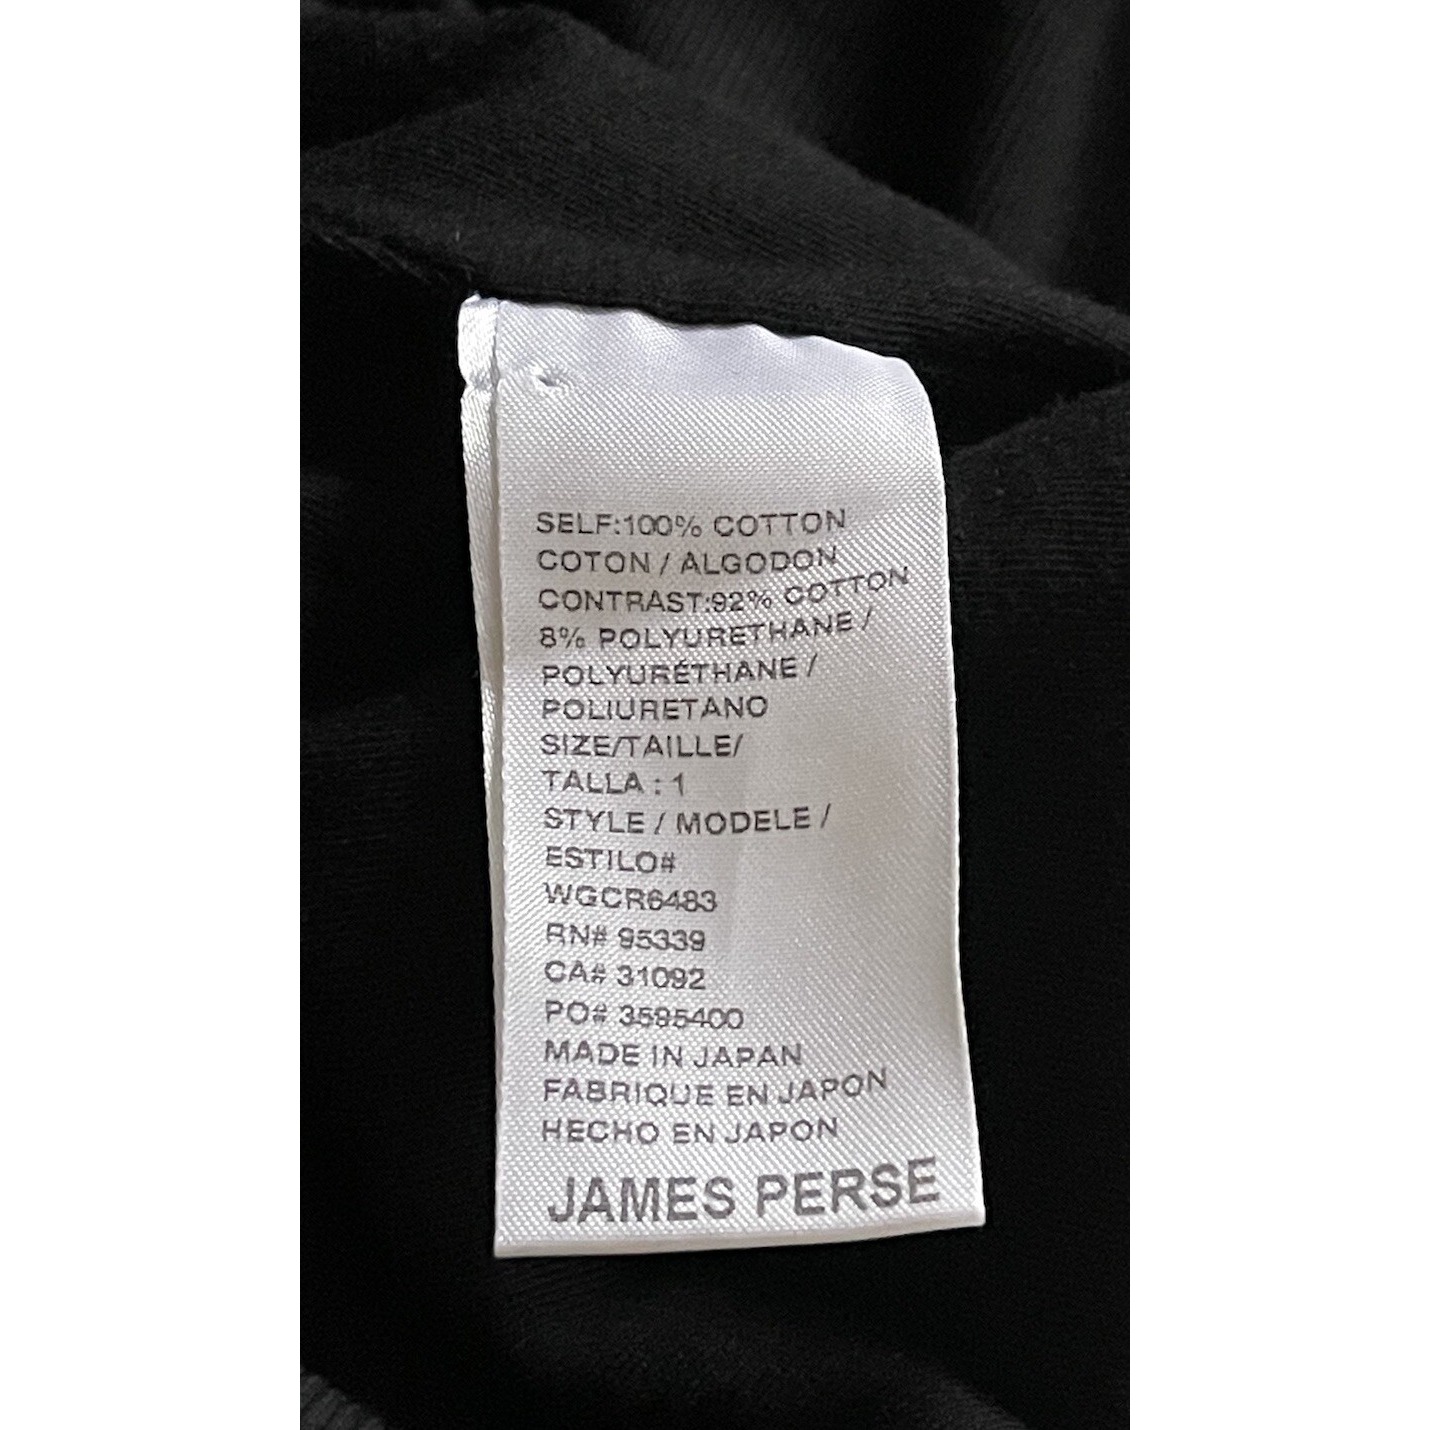 SELF:100% COTTON
COTON / ALGODON
CONTRAST:92% COTTON
8% POLYURETHANE /
POLYURÉTHANE /
POLIURETANO
SIZE/TAILLE/
TALLA : 1
STYLE / MODELE /
ESTILO#
WGCR6483
RN# 95339
CA# 31092
PO# 3595400
MADE IN JAPAN
FABRIQUE EN JAPON
HECHO EN JAPON
JAMES PERSE